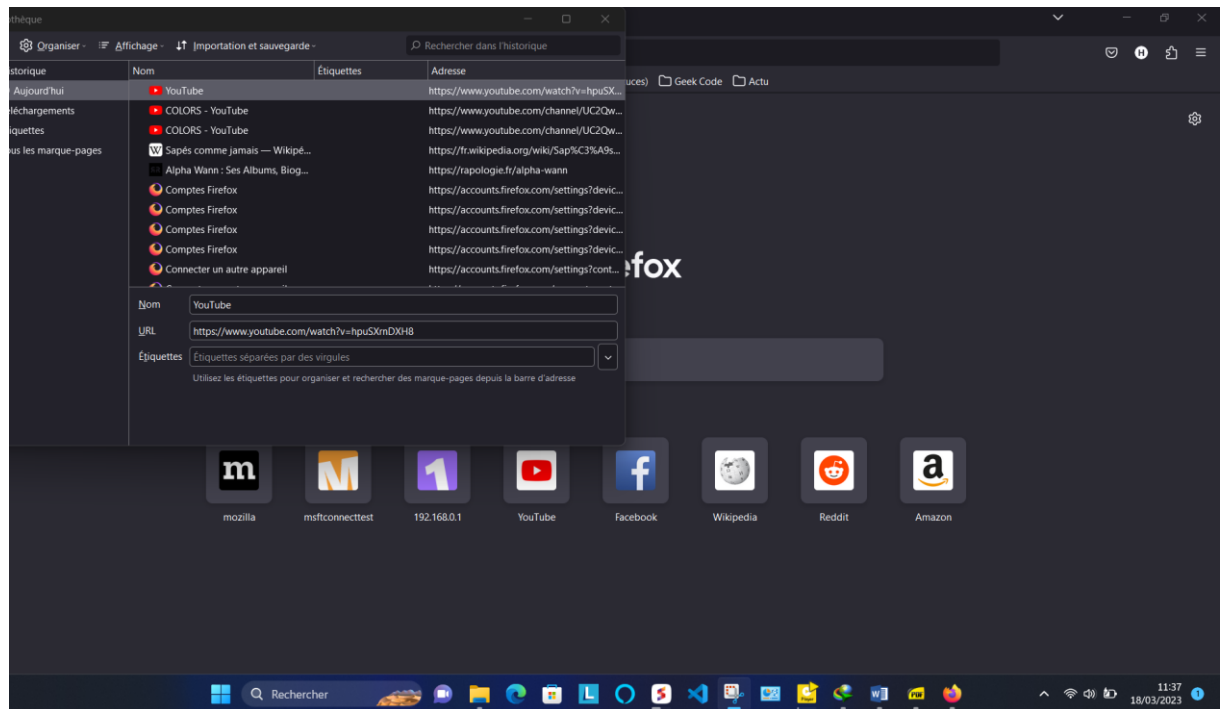 othèque
Organiser Affichage Importation et sauvegarde Rechercher dans l'historique
istorique Nom Étiquettes Adresse
uces) Geek Code Actu
Aujourd'hui YouTube https://www.youtube.com/watch?v=hpuSX...
éléchargements COLORS - YouTube https://www.youtube.com/channel/UC2Qw...
iquettes COLORS - YouTube https://www.youtube.com/channel/UC2Qw...
ous les marque-pages Sapés comme jamais — Wikipé... https://fr.wikipedia.org/wiki/Sap%C3%A9s...
Alpha Wann : Ses Albums, Biog... https://rapologie.fr/alpha-wann
Comptes Firefox https://accounts.firefox.com/settings?devic...
Comptes Firefox https://accounts.firefox.com/settings?devic...
Comptes Firefox https://accounts.firefox.com/settings?devic...
Comptes Firefox https://accounts.firefox.com/settings?devic...
Connecter un autre appareil https://accounts.firefox.com/settings?cont...
efox
Nom YouTube
URL https://www.youtube.com/watch?v=hpuSXrnDXH8
Étiquettes Étiquettes séparées par des virgules
Utilisez les étiquettes pour organiser et rechercher des marque-pages depuis la barre d'adresse
mozilla msftconnecttest 192.168.0.1 YouTube Facebook Wikipedia Reddit Amazon
Rechercher
11:37
18/03/2023